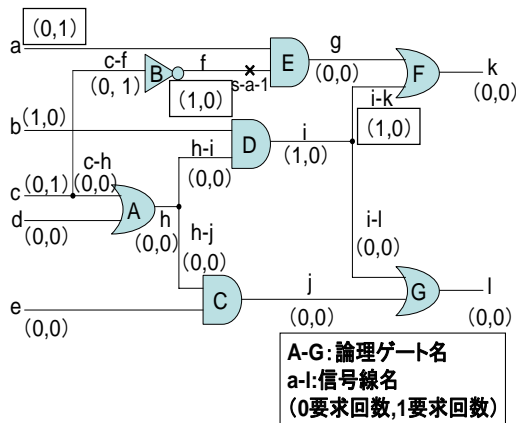 (0,1)
a
c-f
(0, 1)
B
f
s-a-1
(1,0)
E
g
(0,0)
F
k
(0,0)
i-k
(1,0)
b
(1,0)
D
i
(1,0)
h-i
(0,0)
c-h
(0,0)
c
(0,1)
d
(0,0)
A
h
(0,0)
h-j
(0,0)
i-l
(0,0)
C
j
(0,0)
G
l
(0,0)
e
(0,0)
A-G:論理ゲート名
a-l:信号線名
(0要求回数,1要求回数)